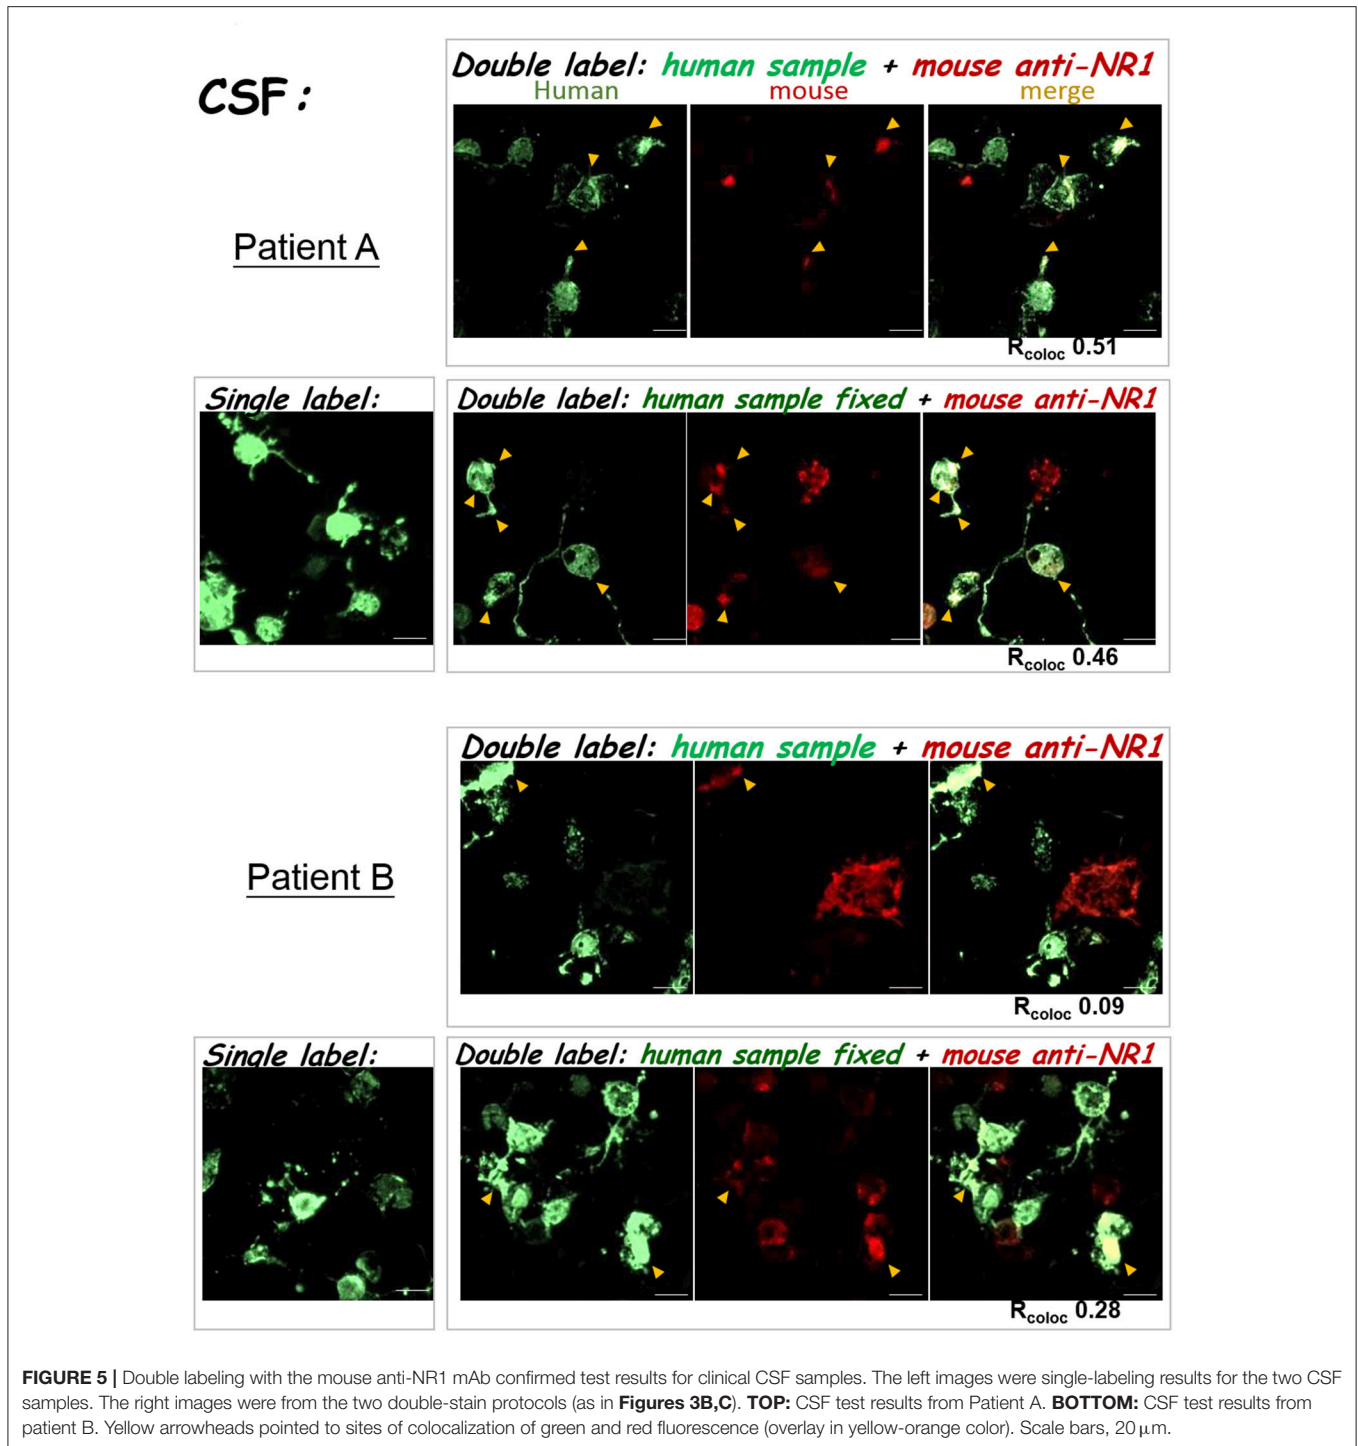 CSF:
Double label: human sample + mouse anti-NR1
Human mouse merge
Patient A
R_coloc 0.51
Single label:
Double label: human sample fixed + mouse anti-NR1
R_coloc 0.46
Double label: human sample + mouse anti-NR1
Patient B
R_coloc 0.09
Single label:
Double label: human sample fixed + mouse anti-NR1
R_coloc 0.28
FIGURE 5 | Double labeling with the mouse anti-NR1 mAb confirmed test results for clinical CSF samples. The left images were single-labeling results for the two CSF
samples. The right images were from the two double-stain protocols (as in Figures 3B,C). TOP: CSF test results from Patient A. BOTTOM: CSF test results from
patient B. Yellow arrowheads pointed to sites of colocalization of green and red fluorescence (overlay in yellow-orange color). Scale bars, 20 μm.